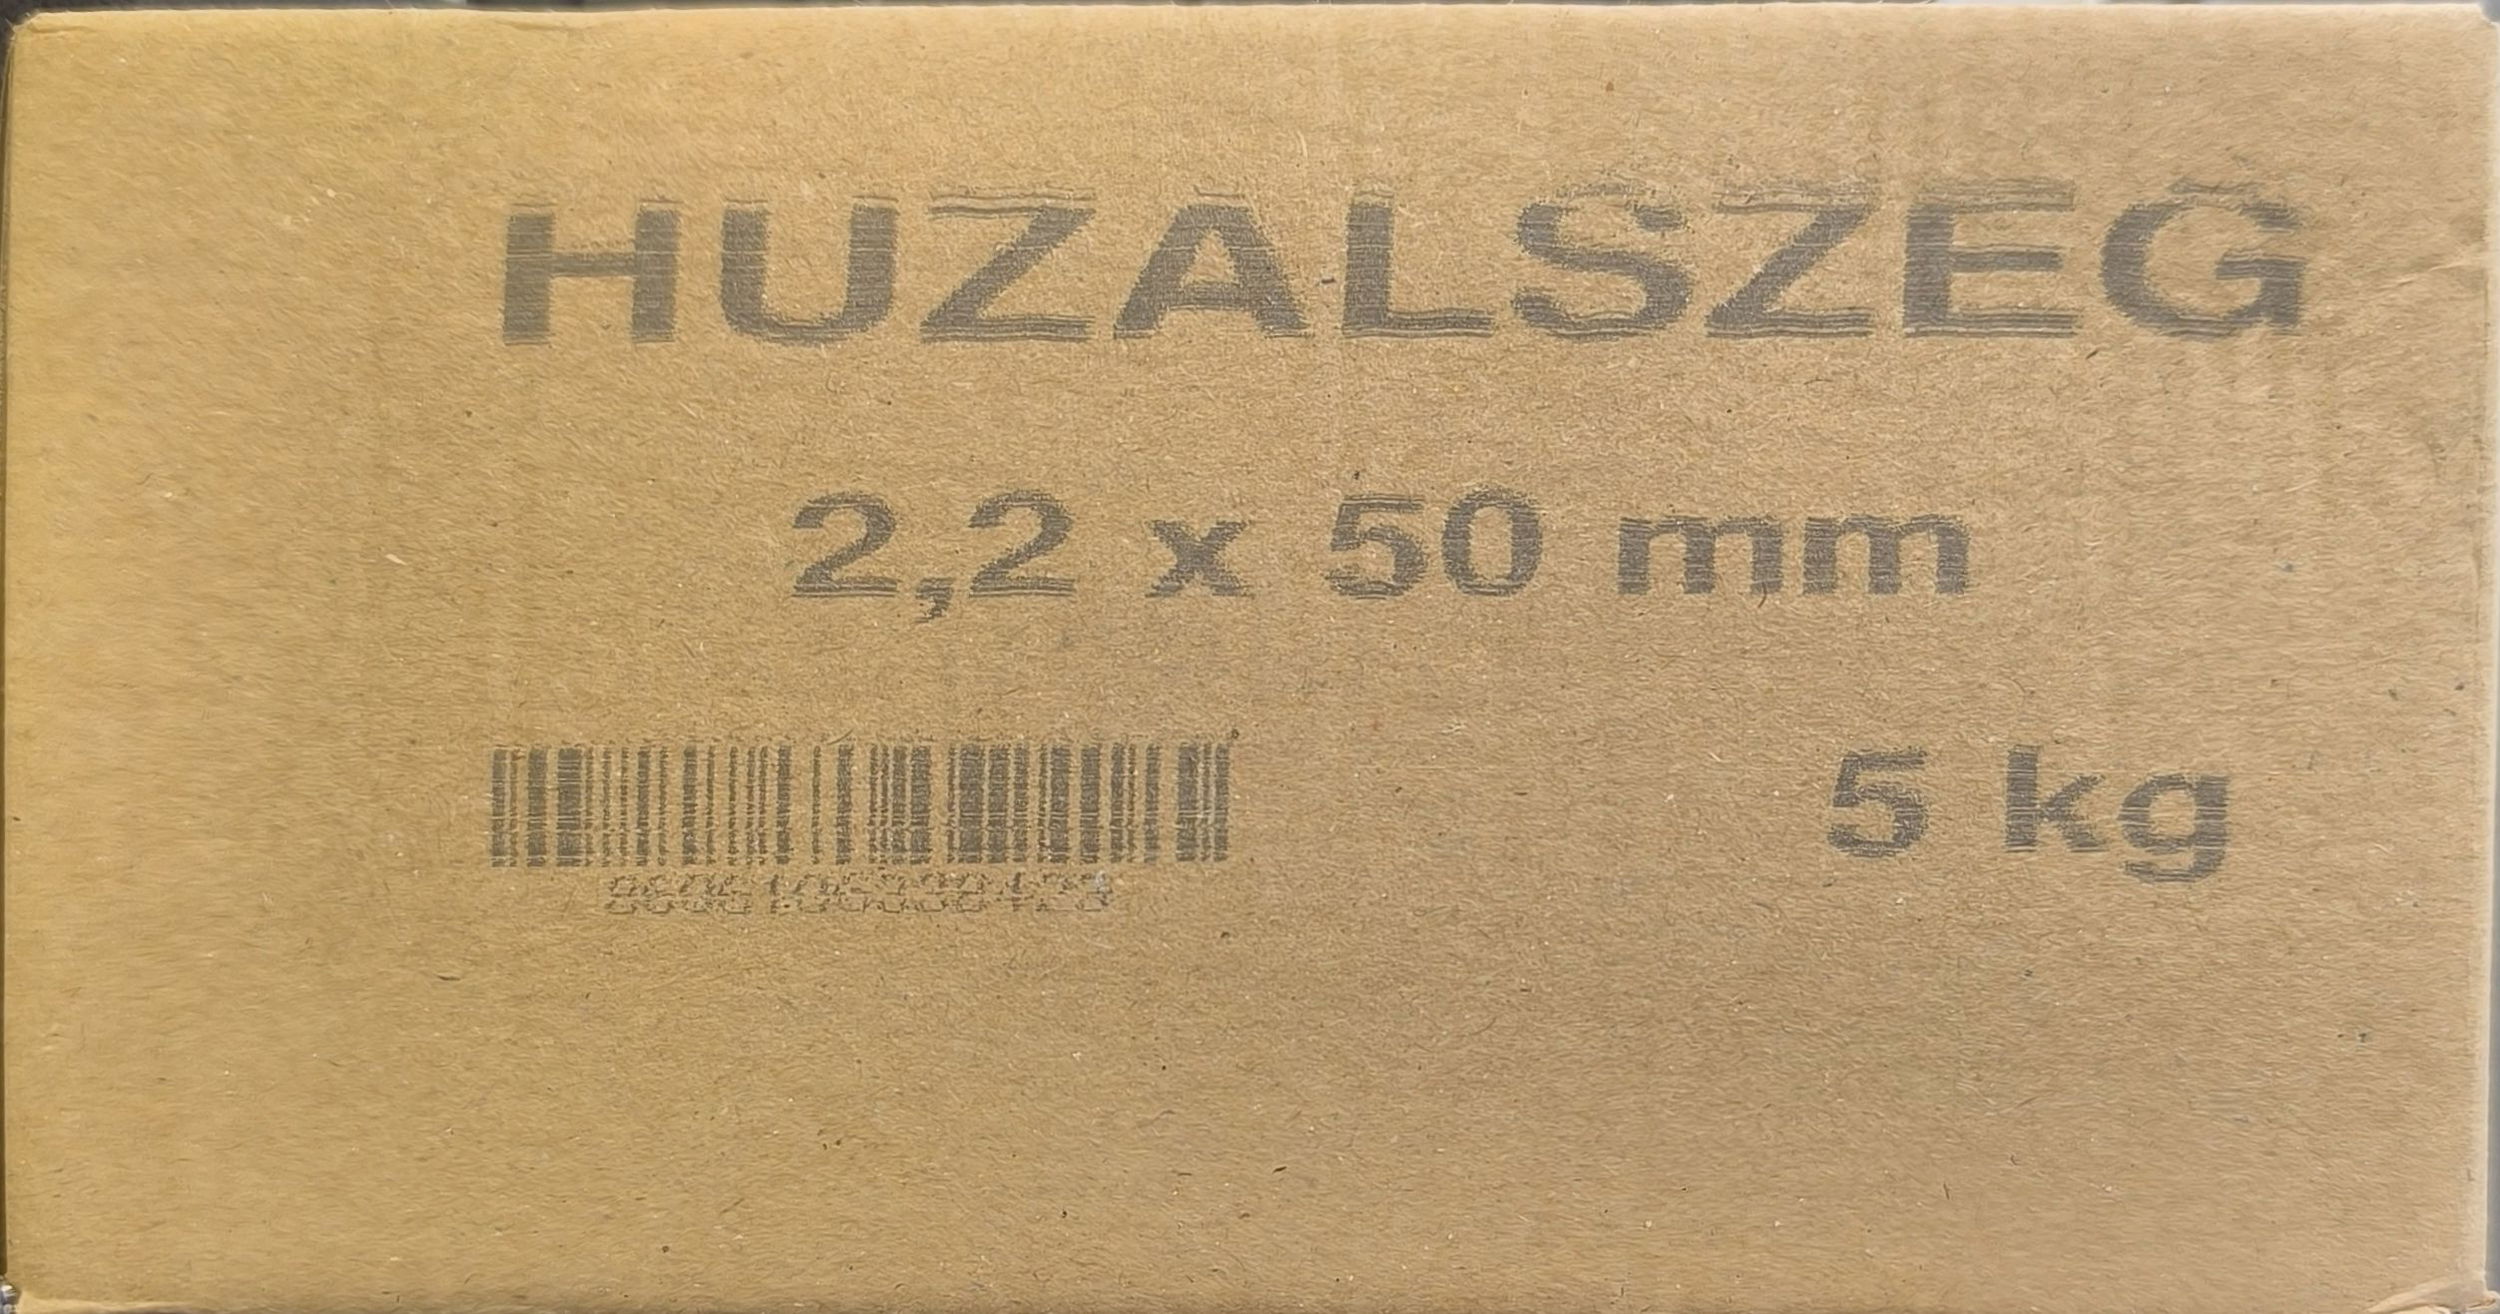 HUZALSZEG
2,2 x 50 mm
5 kg